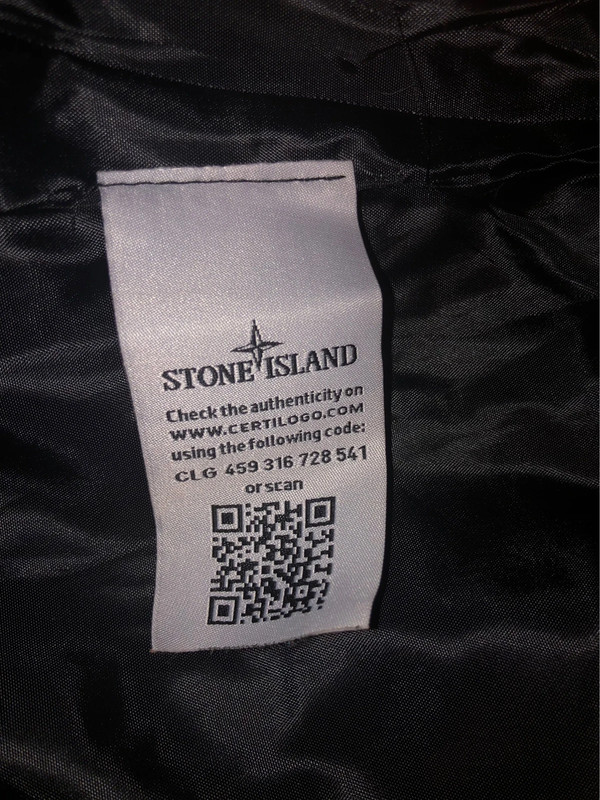 STONE ISLAND
Check the authenticity on
WWW.CERTILOGO.COM
using the following code:
CLG 459 316 728 541
or scan